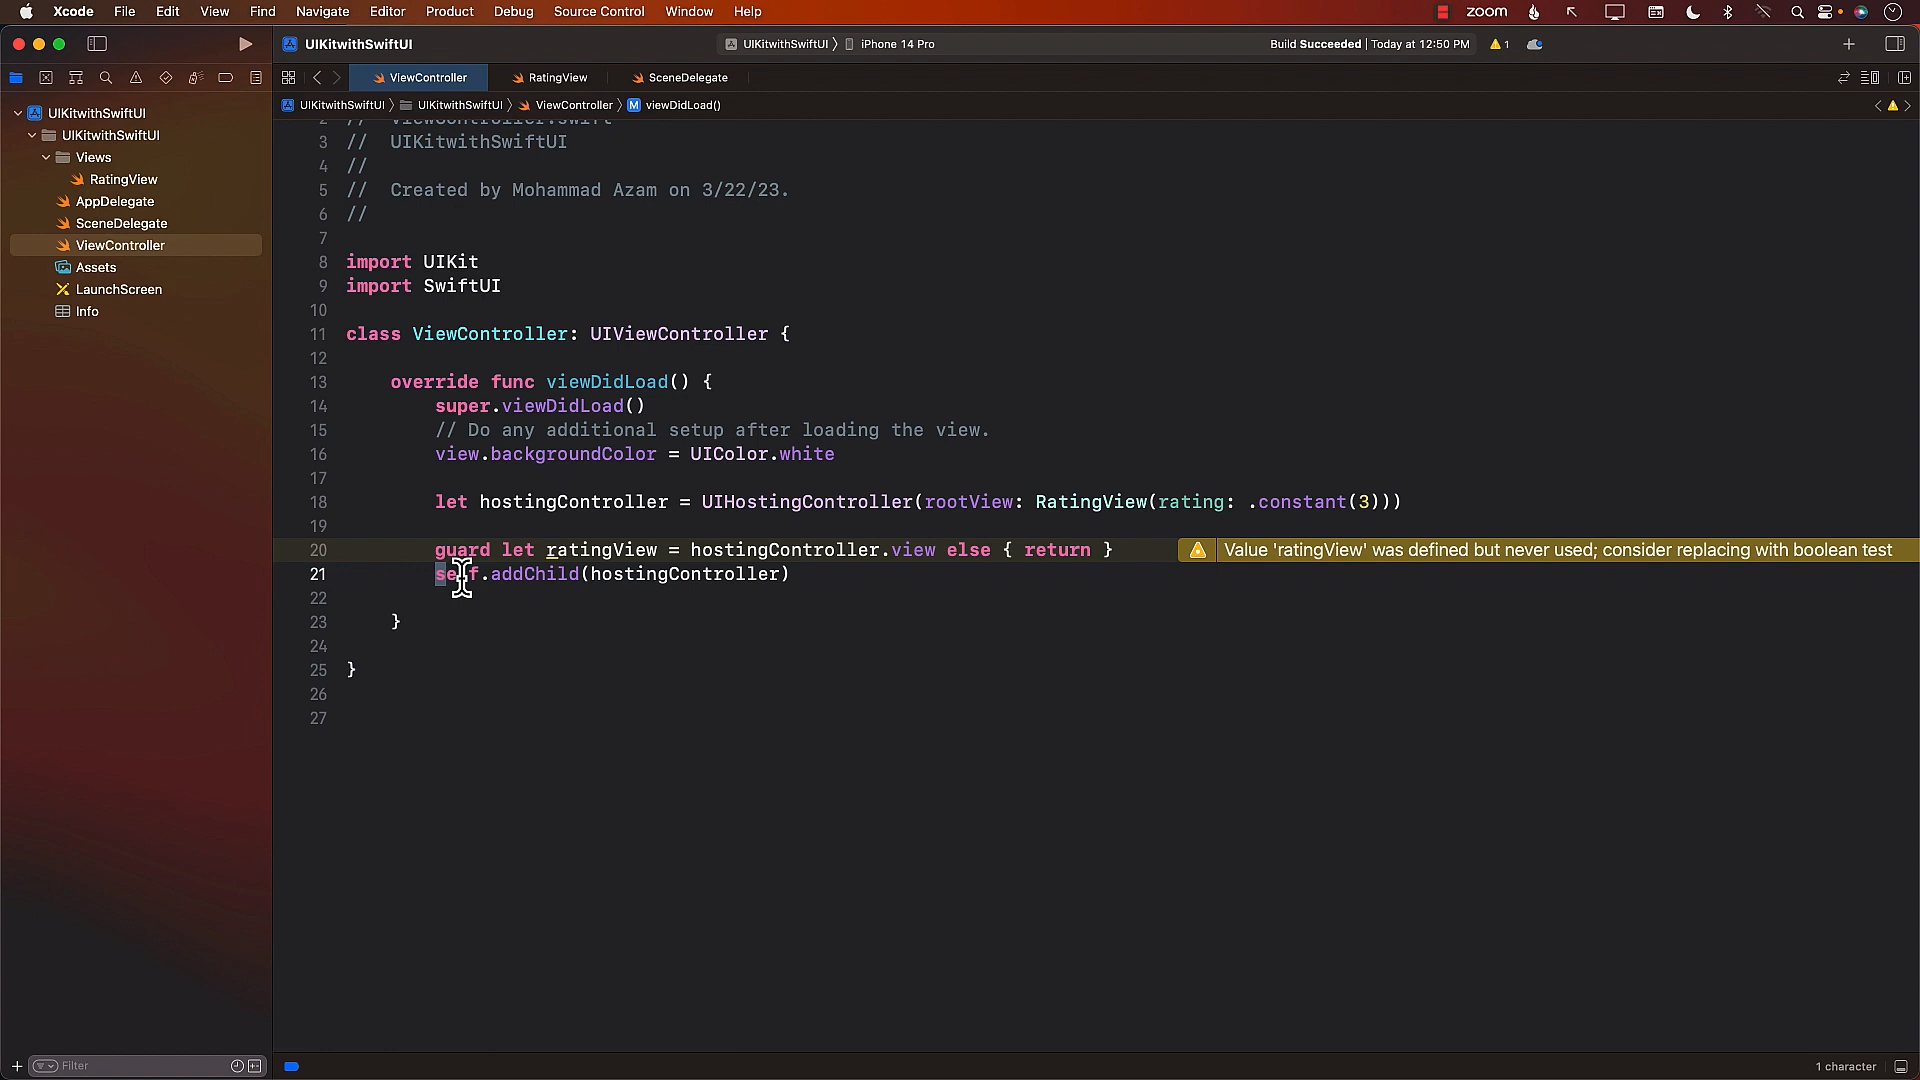 Xcode File Edit View Find Navigate Editor Product Debug Source Control Window Help zoom
UIKitwithSwiftUI UIKitwithSwiftUI iPhone 14 Pro Build Succeeded | Today at 12:50 PM 1
ViewController RatingView SceneDelegate
UIKitwithSwiftUI UIKitwithSwiftUI ViewController M viewDidLoad()
UIKitwithSwiftUI
UIKitwithSwiftUI
Views
RatingView
AppDelegate
SceneDelegate
ViewController
Assets
LaunchScreen
Info
2 // ViewController.swift
3 // UIKitwithSwiftUI
4 //
5 // Created by Mohammad Azam on 3/22/23.
6 //
7
8 import UIKit
9 import SwiftUI
10
11 class ViewController: UIViewController {
12
13 override func viewDidLoad() {
14 super.viewDidLoad()
15 // Do any additional setup after loading the view.
16 view.backgroundColor = UIColor.white
17
18 let hostingController = UIHostingController(rootView: RatingView(rating: .constant(3)))
19
20 guard let ratingView = hostingController.view else { return } Value 'ratingView' was defined but never used; consider replacing with boolean test
21 self.addChild(hostingController)
22
23 }
24
25 }
26
27
Filter 1 character